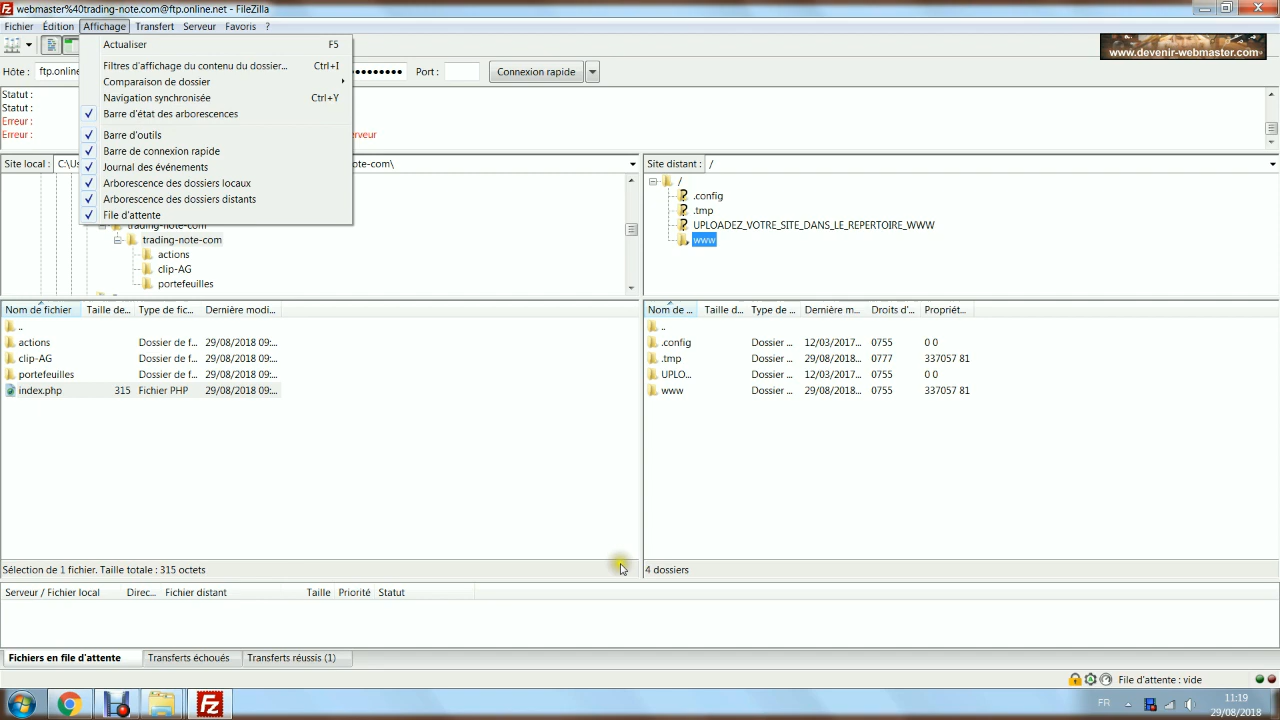 webmaster%40trading-note.com@ftp.online.net - FileZilla
Fichier Édition Affichage Transfert Serveur Favoris ?
Actualiser F5
Filtres d'affichage du contenu du dossier... Ctrl+I
Comparaison de dossier
Navigation synchronisée Ctrl+Y
Barre d'état des arborescences
Barre d'outils
Barre de connexion rapide
Journal des événements
Arborescence des dossiers locaux
Arborescence des dossiers distants
File d'attente
www.devenir-webmaster.com
Hôte : ftp.online •••••••• Port : Connexion rapide
Statut :
Statut :
Erreur :
Erreur : erveur
Site local : C:\Us note-com\
trading-note-com
actions
clip-AG
portefeuilles
Site distant : /
/
.config
.tmp
UPLOADEZ_VOTRE_SITE_DANS_LE_REPERTOIRE_WWW
www
Nom de fichier Taille de... Type de fic... Dernière modi...
..
actions Dossier de f... 29/08/2018 09:...
clip-AG Dossier de f... 29/08/2018 09:...
portefeuilles Dossier de f... 29/08/2018 09:...
index.php 315 Fichier PHP 29/08/2018 09:...
Sélection de 1 fichier. Taille totale : 315 octets
Nom de ... Taille d... Type de ... Dernière m... Droits d'... Propriét...
..
.config Dossier ... 12/03/2017... 0755 0 0
.tmp Dossier ... 29/08/2018... 0777 337057 81
UPLO... Dossier ... 12/03/2017... 0755 0 0
www Dossier ... 29/08/2018... 0755 337057 81
4 dossiers
Serveur / Fichier local Direc... Fichier distant Taille Priorité Statut
Fichiers en file d'attente Transferts échoués Transferts réussis (1)
File d'attente : vide
FR 11:19
29/08/2018